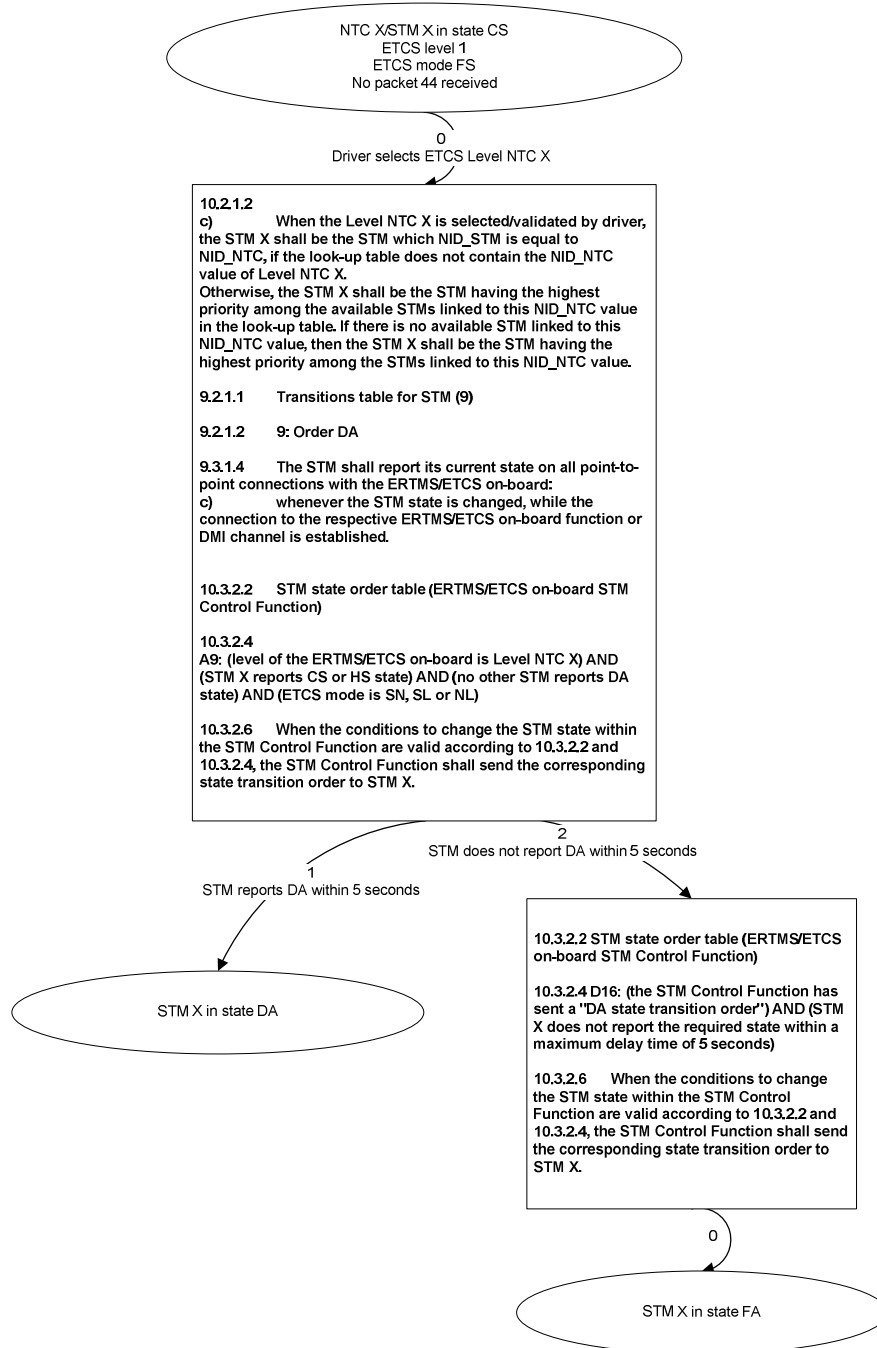 NTC X/STM X in state CS
ETCS level 1
ETCS mode FS
No packet 44 received
0
Driver selects ETCS Level NTC X
10.2.1.2
c) When the Level NTC X is selected/validated by driver,
the STM X shall be the STM which NID_STM is equal to
NID_NTC, if the look-up table does not contain the NID_NTC
value of Level NTC X.
Otherwise, the STM X shall be the STM having the highest
priority among the available STMs linked to this NID_NTC value
in the look-up table. If there is no available STM linked to this
NID_NTC value, then the STM X shall be the STM having the
highest priority among the STMs linked to this NID_NTC value.
9.2.1.1 Transitions table for STM (9)
9.2.1.2 9: Order DA
9.3.1.4 The STM shall report its current state on all point-to-
point connections with the ERTMS/ETCS on-board:
c) whenever the STM state is changed, while the
connection to the respective ERTMS/ETCS on-board function or
DMI channel is established.
10.3.2.2 STM state order table (ERTMS/ETCS on-board STM
Control Function)
10.3.2.4
A9: (level of the ERTMS/ETCS on-board is Level NTC X) AND
(STM X reports CS or HS state) AND (no other STM reports DA
state) AND (ETCS mode is SN, SL or NL)
10.3.2.6 When the conditions to change the STM state within
the STM Control Function are valid according to 10.3.2.2 and
10.3.2.4, the STM Control Function shall send the corresponding
state transition order to STM X.
2
STM does not report DA within 5 seconds
1
STM reports DA within 5 seconds
STM X in state DA
10.3.2.2 STM state order table (ERTMS/ETCS
on-board STM Control Function)
10.3.2.4 D16: (the STM Control Function has
sent a "DA state transition order") AND (STM
X does not report the required state within a
maximum delay time of 5 seconds)
10.3.2.6 When the conditions to change
the STM state within the STM Control
Function are valid according to 10.3.2.2 and
10.3.2.4, the STM Control Function shall send
the corresponding state transition order to
STM X.
0
STM X in state FA